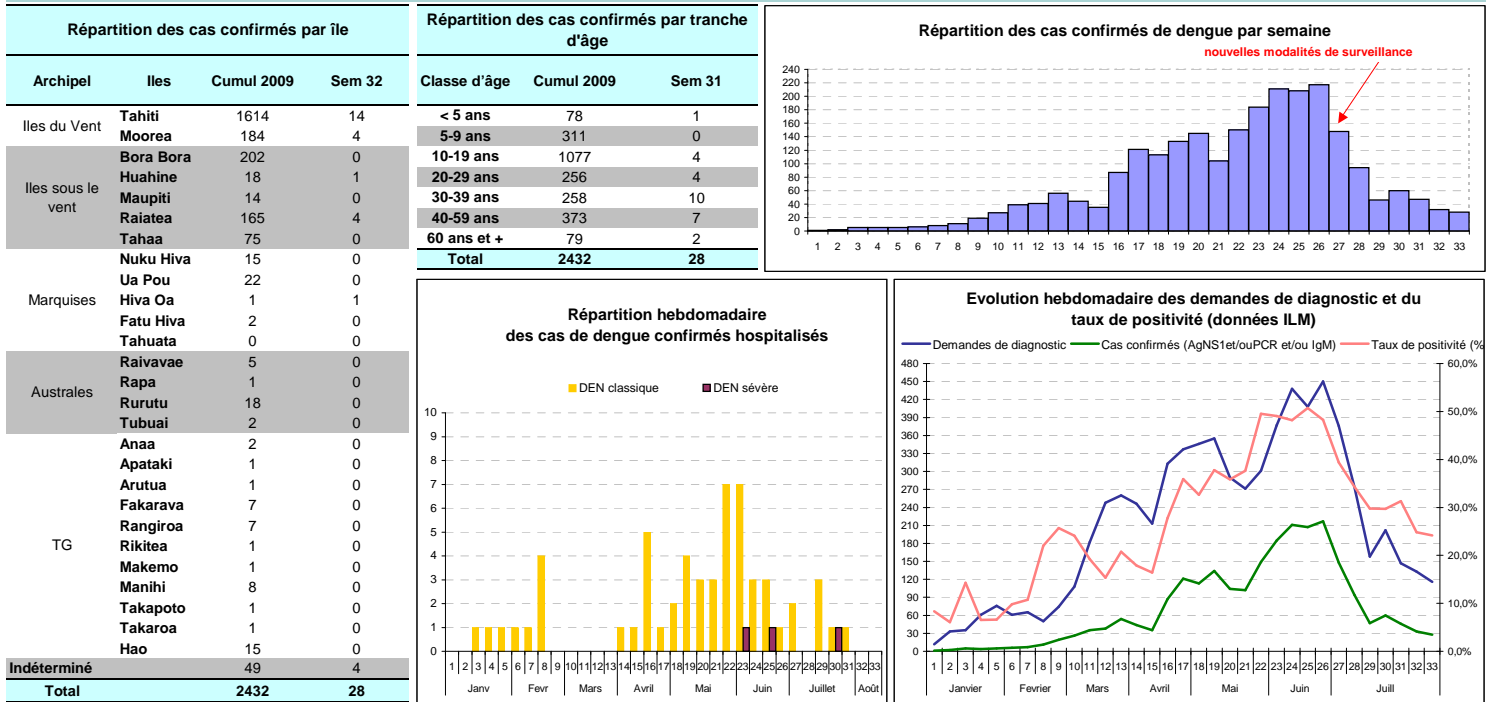 Répartition des cas confirmés par île
Archipel Iles Cumul 2009 Sem 32
Iles du Vent
Tahiti 1614 14
Moorea 184 4
Iles sous le vent
Bora Bora 202 0
Huahine 18 1
Maupiti 14 0
Raiatea 165 4
Tahaa 75 0
Marquises
Nuku Hiva 15 0
Ua Pou 22 0
Hiva Oa 1 1
Fatu Hiva 2 0
Tahuata 0 0
Australes
Raivavae 5 0
Rapa 1 0
Rurutu 18 0
Tubuai 2 0
TG
Anaa 2 0
Apataki 1 0
Arutua 1 0
Fakarava 7 0
Rangiroa 7 0
Rikitea 1 0
Makemo 1 0
Manihi 8 0
Takapoto 1 0
Takaroa 1 0
Hao 15 0
Indéterminé 49 4
Total 2432 28
Répartition des cas confirmés par tranche
d'âge
Classe d'âge Cumul 2009 Sem 31
< 5 ans 78 1
5-9 ans 311 0
10-19 ans 1077 4
20-29 ans 256 4
30-39 ans 258 10
40-59 ans 373 7
60 ans et + 79 2
Total 2432 28
Répartition des cas confirmés de dengue par semaine
nouvelles modalités de surveillance
240
220
200
180
160
140
120
100
80
60
40
20
0
1 2 3 4 5 6 7 8 9 10 11 12 13 14 15 16 17 18 19 20 21 22 23 24 25 26 27 28 29 30 31 32 33
Répartition hebdomadaire
des cas de dengue confirmés hospitalisés
DEN classique DEN sévère
10
9
8
7
6
5
4
3
2
1
0
1 2 3 4 5 6 7 8 9 10 11 12 13 14 15 16 17 18 19 20 21 22 23 24 25 26 27 28 29 30 31 32 33
Janv Fevr Mars Avril Mai Juin Juillet Août
Evolution hebdomadaire des demandes de diagnostic et du
taux de positivité (données ILM)
Demandes de diagnostic Cas confirmés (AgNS1et/ouPCR et/ou IgM) Taux de positivité (%
480 60,0%
450
420
390 50,0%
360
330
300 40,0%
270
240 30,0%
210
180 20,0%
150
120
90 10,0%
60
30
0 0,0%
1 2 3 4 5 6 7 8 9 10 11 12 13 14 15 16 17 18 19 20 21 22 23 24 25 26 27 28 29 30 31 32 33
Janvier Fevrier Mars Avril Mai Juin Juill